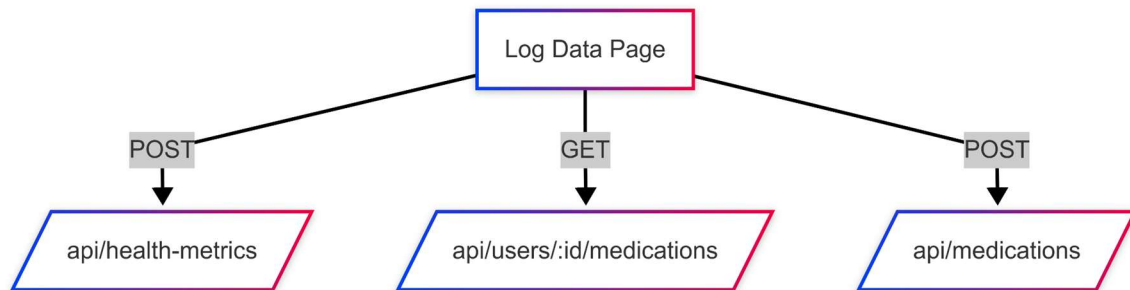 Log Data Page
POST
GET
POST
api/health-metrics
api/users/:id/medications
api/medications